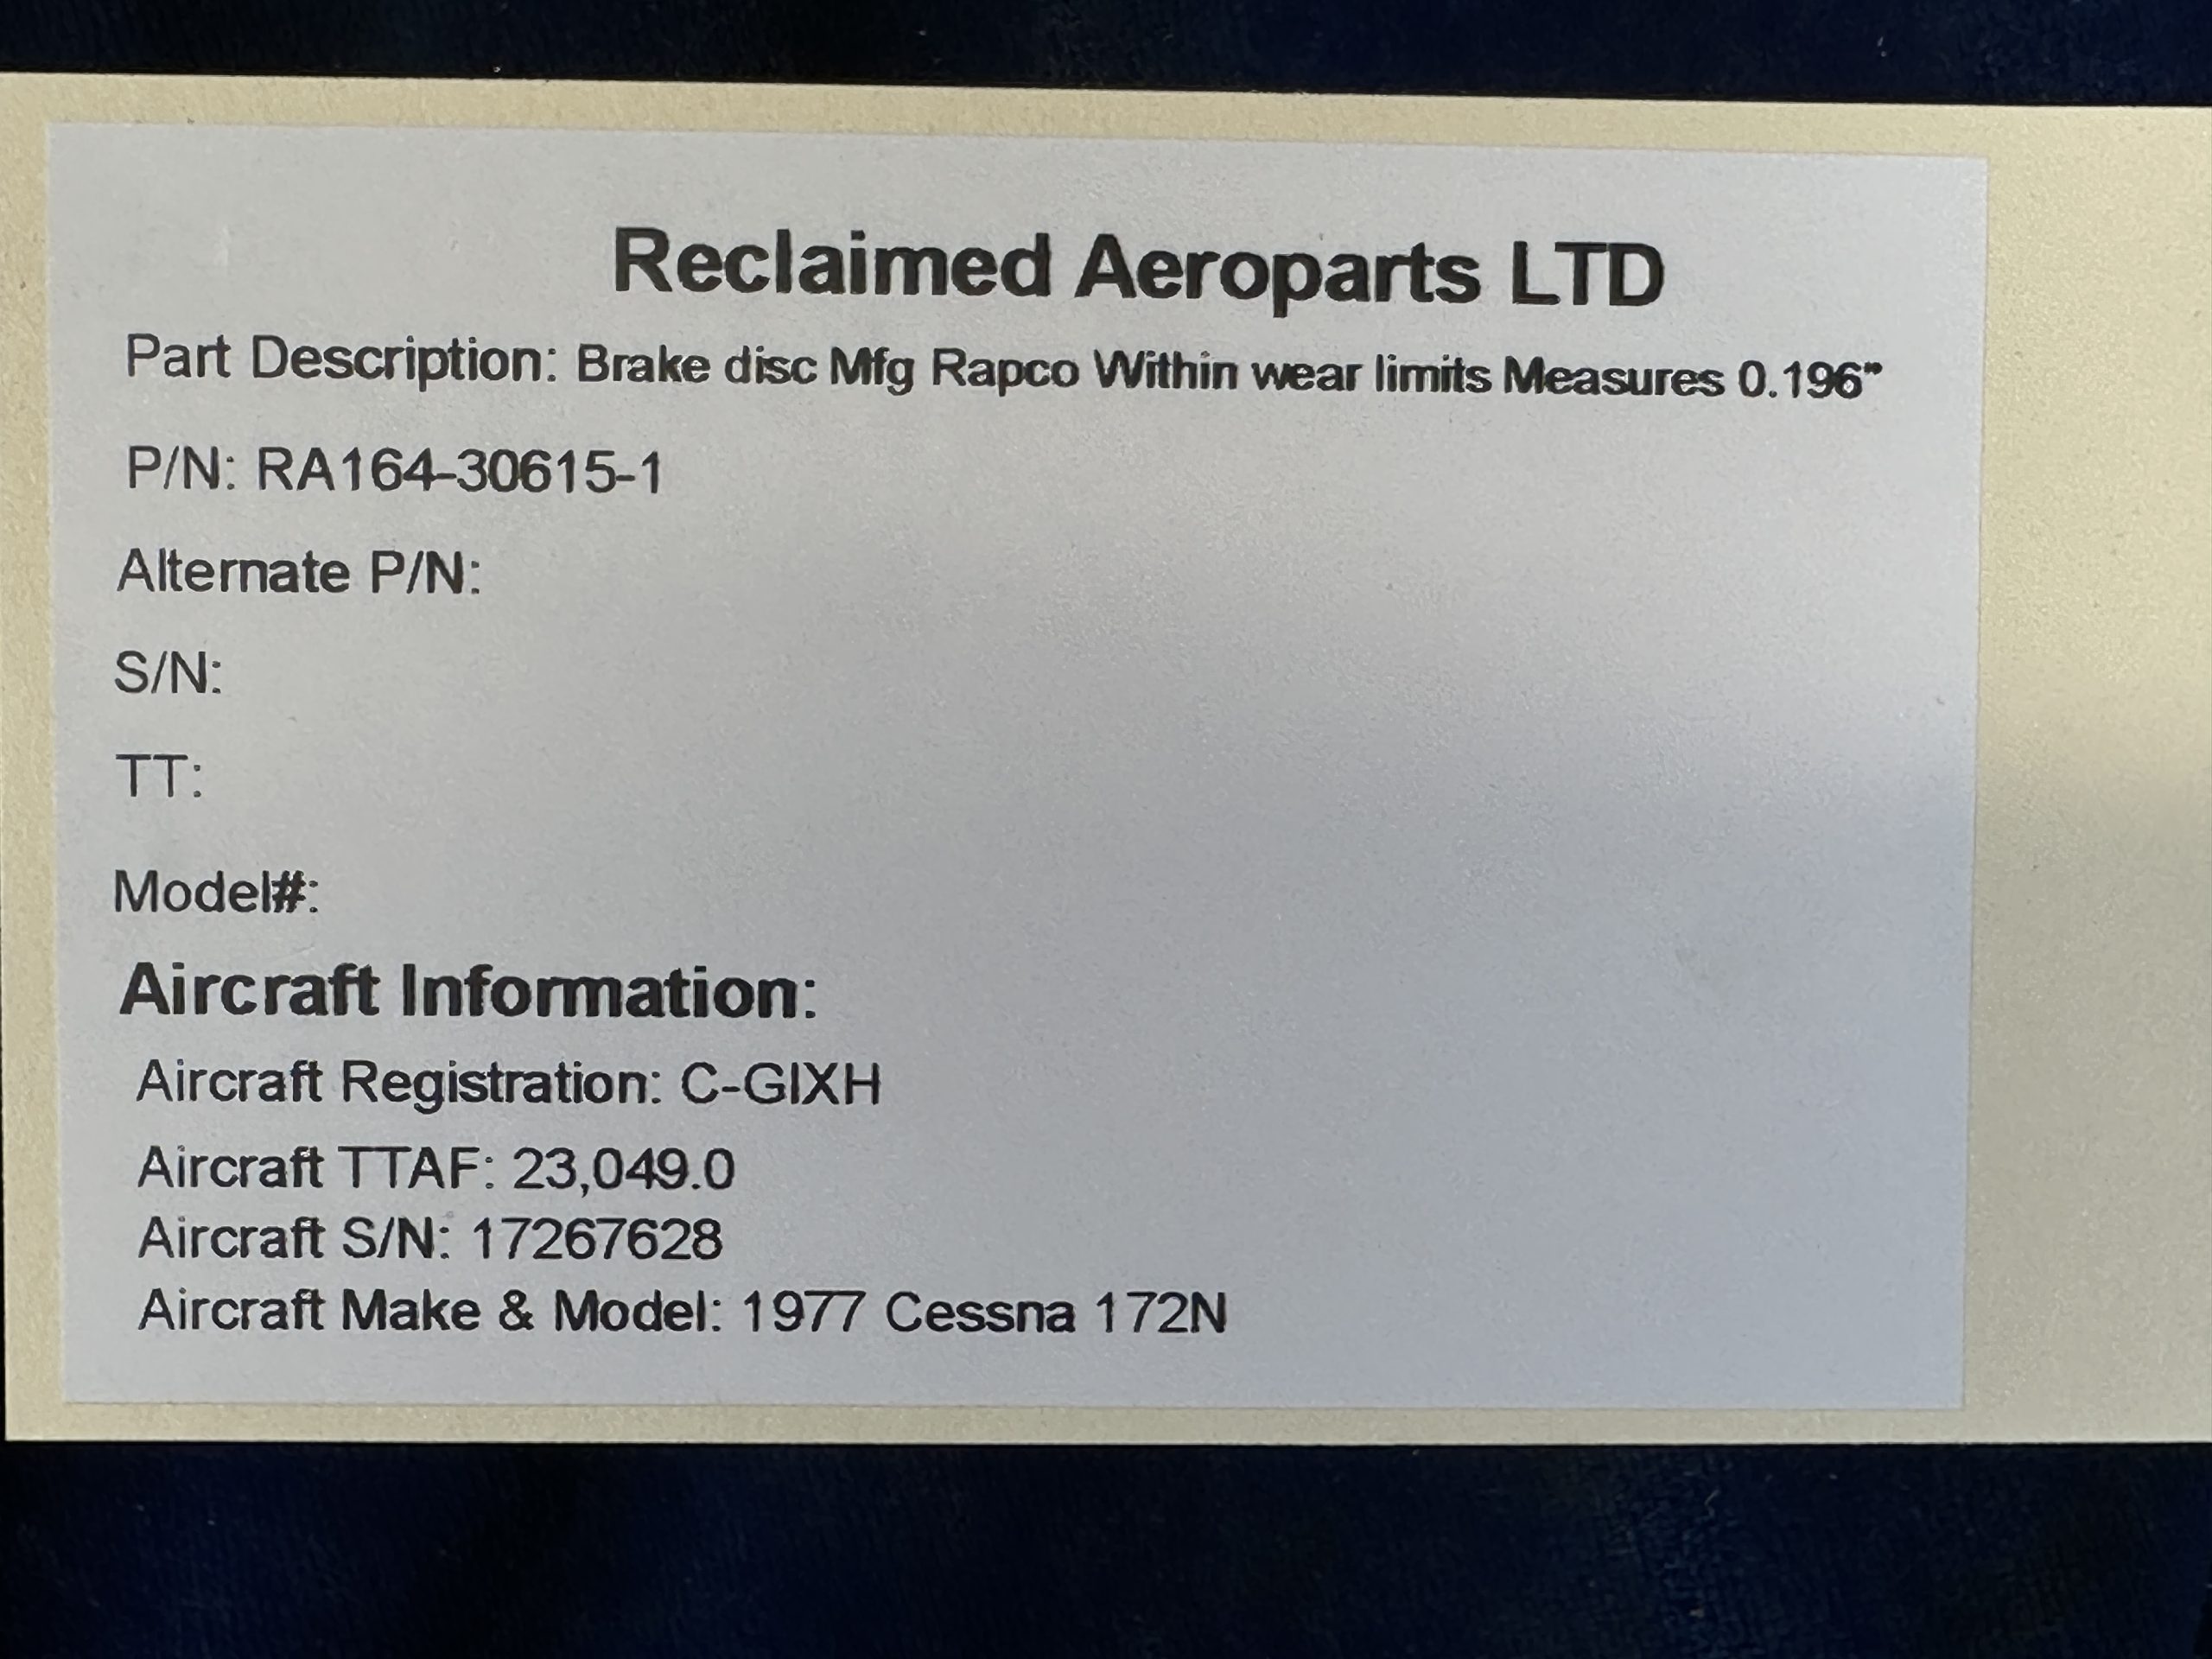 Reclaimed Aeroparts LTD
Part Description: Brake disc Mfg Rapco Within wear limits Measures 0.196"
P/N: RA164-30615-1
Alternate P/N:
S/N:
TT:
Model#:
Aircraft Information:
Aircraft Registration: C-GIXH
Aircraft TTAF: 23,049.0
Aircraft S/N: 17267628
Aircraft Make & Model: 1977 Cessna 172N